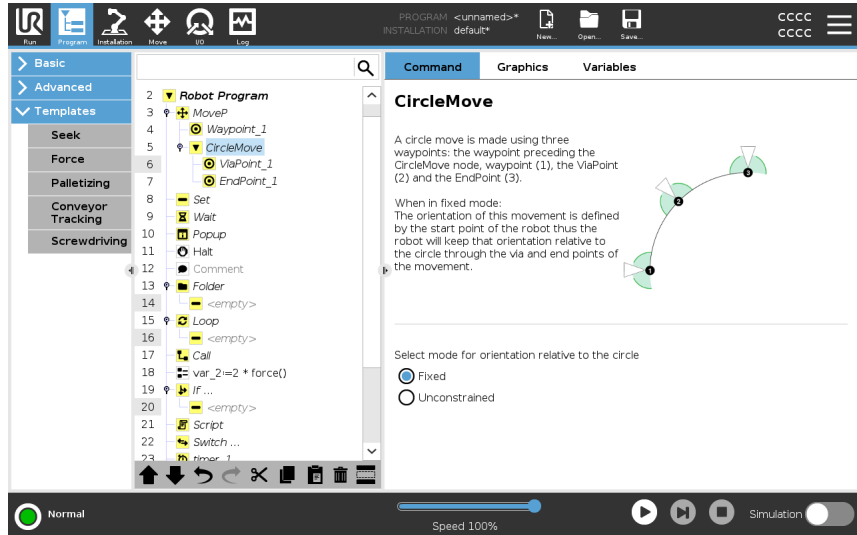 PROGRAM <unnamed>*
INSTALLATION default*
CCCC
CCCC
Run
Program
Installation
Move
I/O
Log
New...
Open...
Save...
Basic
Advanced
Templates
Seek
Force
Palletizing
Conveyor
Tracking
Screwdriving
2 Robot Program
3 MoveP
4 Waypoint_1
5 CircleMove
6 ViaPoint_1
7 EndPoint_1
8 Set
9 Wait
10 Popup
11 Halt
12 Comment
13 Folder
14 <empty>
15 Loop
16 <empty>
17 Call
18 var_2:=2 * force()
19 If ...
20 <empty>
21 Script
22 Switch ...
23 timer_1
Command Graphics Variables
CircleMove
A circle move is made using three
waypoints: the waypoint preceding the
CircleMove node, waypoint (1), the ViaPoint
(2) and the EndPoint (3).
When in fixed mode:
The orientation of this movement is defined
by the start point of the robot thus the
robot will keep that orientation relative to
the circle through the via and end points of
the movement.
1
2
3
Select mode for orientation relative to the circle
Fixed
Unconstrained
Normal
Speed 100%
Simulation